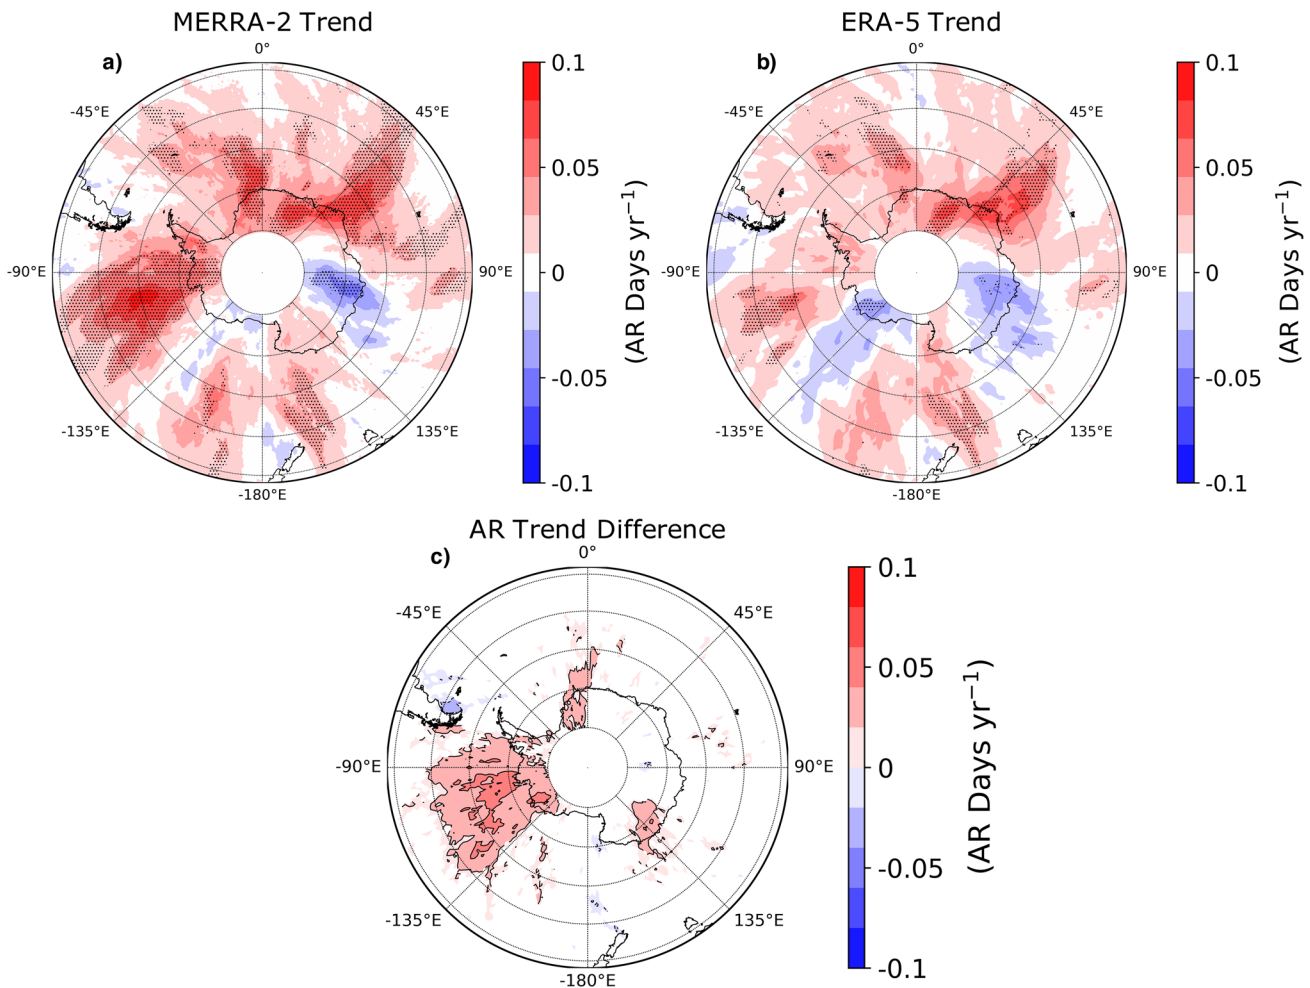 MERRA-2 Trend
a)
0°
45°E
90°E
135°E
-180°E
-135°E
-90°E
-45°E
0.1
0.05
0
-0.05
-0.1
(AR Days yr⁻¹)
ERA-5 Trend
b)
0°
45°E
90°E
135°E
-180°E
-135°E
-90°E
-45°E
0.1
0.05
0
-0.05
-0.1
(AR Days yr⁻¹)
AR Trend Difference
c)
0°
45°E
90°E
135°E
-180°E
-135°E
-90°E
-45°E
0.1
0.05
0
-0.05
-0.1
(AR Days yr⁻¹)